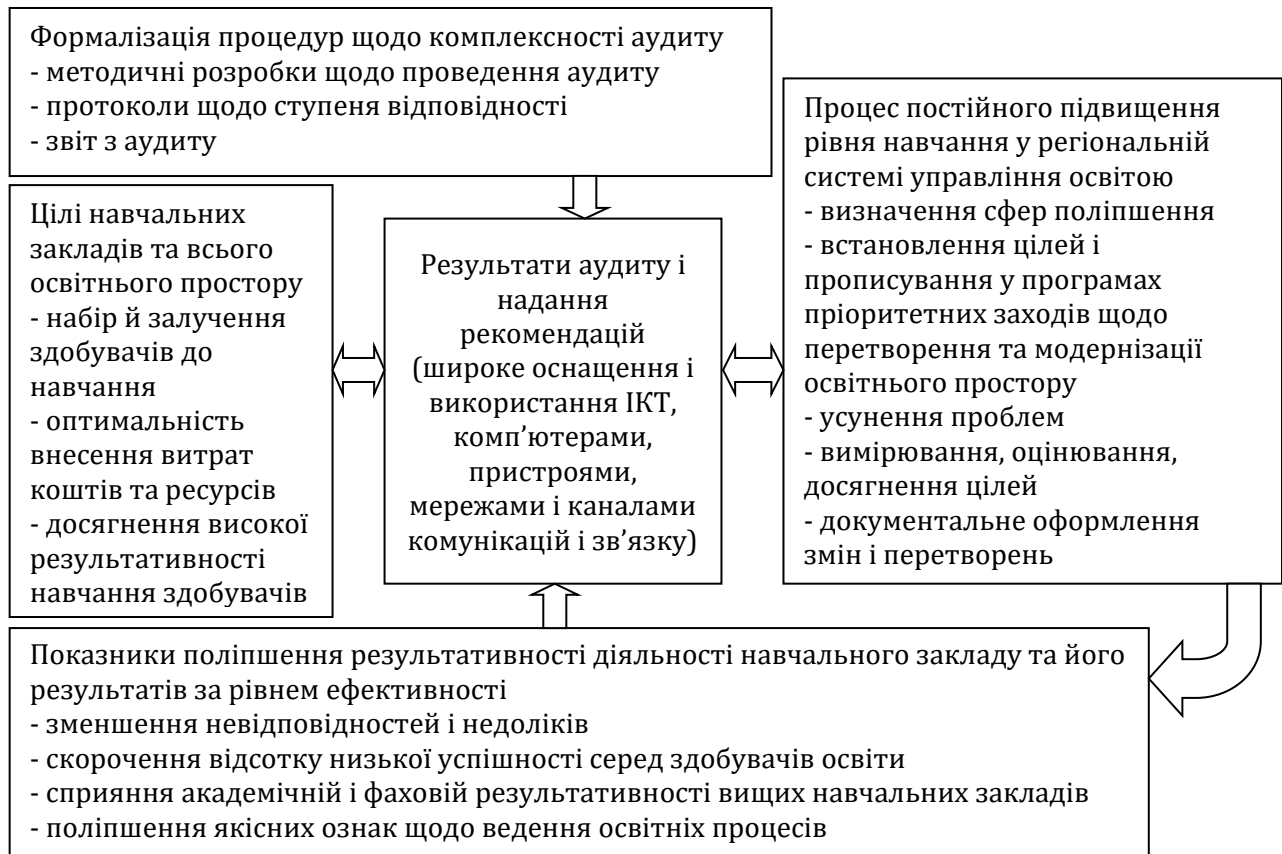 Формалізація процедур щодо комплексності аудиту
- методичні розробки щодо проведення аудиту
- протоколи щодо ступеня відповідності
- звіт з аудиту
Цілі навчальних
закладів та всього
освітнього простору
- набір й залучення
здобувачів до
навчання
- оптимальність
внесення витрат
коштів та ресурсів
- досягнення високої
результативності
навчання здобувачів
Результати аудиту і
надання
рекомендацій
(широке оснащення і
використання ІКТ,
комп’ютерами,
пристроями,
мережами і каналами
комунікацій і зв’язку)
Процес постійного підвищення
рівня навчання у регіональній
системі управління освітою
- визначення сфер поліпшення
- встановлення цілей і
прописування у програмах
пріоритетних заходів щодо
перетворення та модернізації
освітнього простору
- усунення проблем
- вимірювання, оцінювання,
досягнення цілей
- документальне оформлення
змін і перетворень
Показники поліпшення результативності діяльності навчального закладу та його
результатів за рівнем ефективності
- зменшення невідповідностей і недоліків
- скорочення відсотку низької успішності серед здобувачів освіти
- сприяння академічній і фаховій результативності вищих навчальних закладів
- поліпшення якісних ознак щодо ведення освітніх процесів